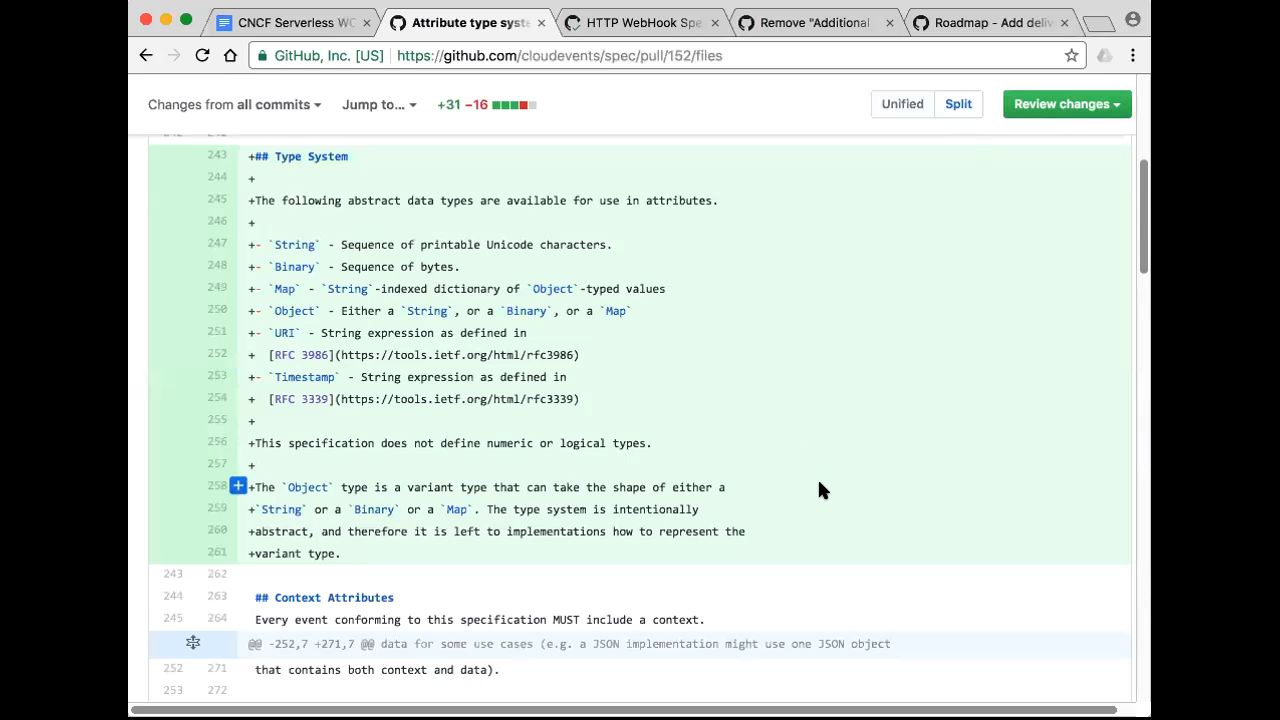 CNCF Serverless WC
Attribute type syst
HTTP WebHook Spe
Remove "Additional
Roadmap - Add deliv
GitHub, Inc. [US]
https://github.com/cloudevents/spec/pull/152/files
Changes from all commits
Jump to...
+31 −16
Unified
Split
Review changes
243 +## Type System
244 +
245 +The following abstract data types are available for use in attributes.
246 +
247 +- `String` - Sequence of printable Unicode characters.
248 +- `Binary` - Sequence of bytes.
249 +- `Map` - `String`-indexed dictionary of `Object`-typed values
250 +- `Object` - Either a `String`, or a `Binary`, or a `Map`
251 +- `URI` - String expression as defined in
252 + [RFC 3986](https://tools.ietf.org/html/rfc3986)
253 +- `Timestamp` - String expression as defined in
254 + [RFC 3339](https://tools.ietf.org/html/rfc3339)
255 +
256 +This specification does not define numeric or logical types.
257 +
258 +The `Object` type is a variant type that can take the shape of either a
259 +`String` or a `Binary` or a `Map`. The type system is intentionally
260 +abstract, and therefore it is left to implementations how to represent the
261 +variant type.
243 262
244 263 ## Context Attributes
245 264 Every event conforming to this specification MUST include a context.
@@ -252,7 +271,7 @@ data for some use cases (e.g. a JSON implementation might use one JSON object
252 271 that contains both context and data).
253 272